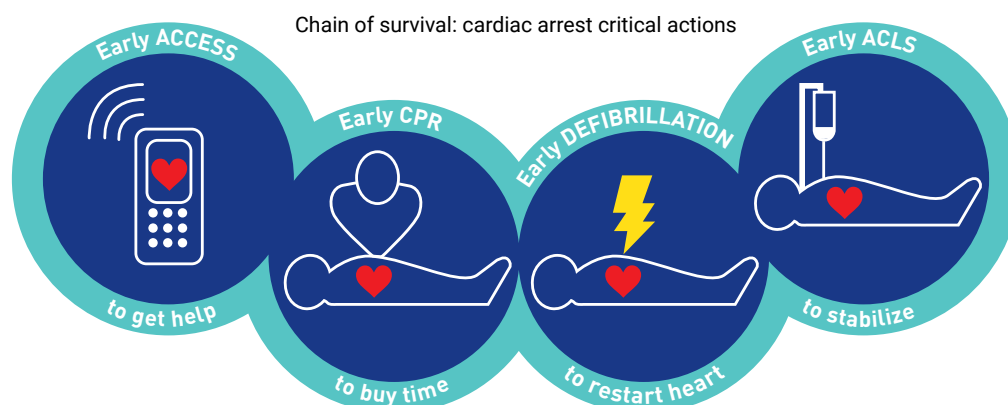 Chain of survival: cardiac arrest critical actions
Early ACCESS
to get help
Early CPR
to buy time
Early DEFIBRILLATION
to restart heart
Early ACLS
to stabilize